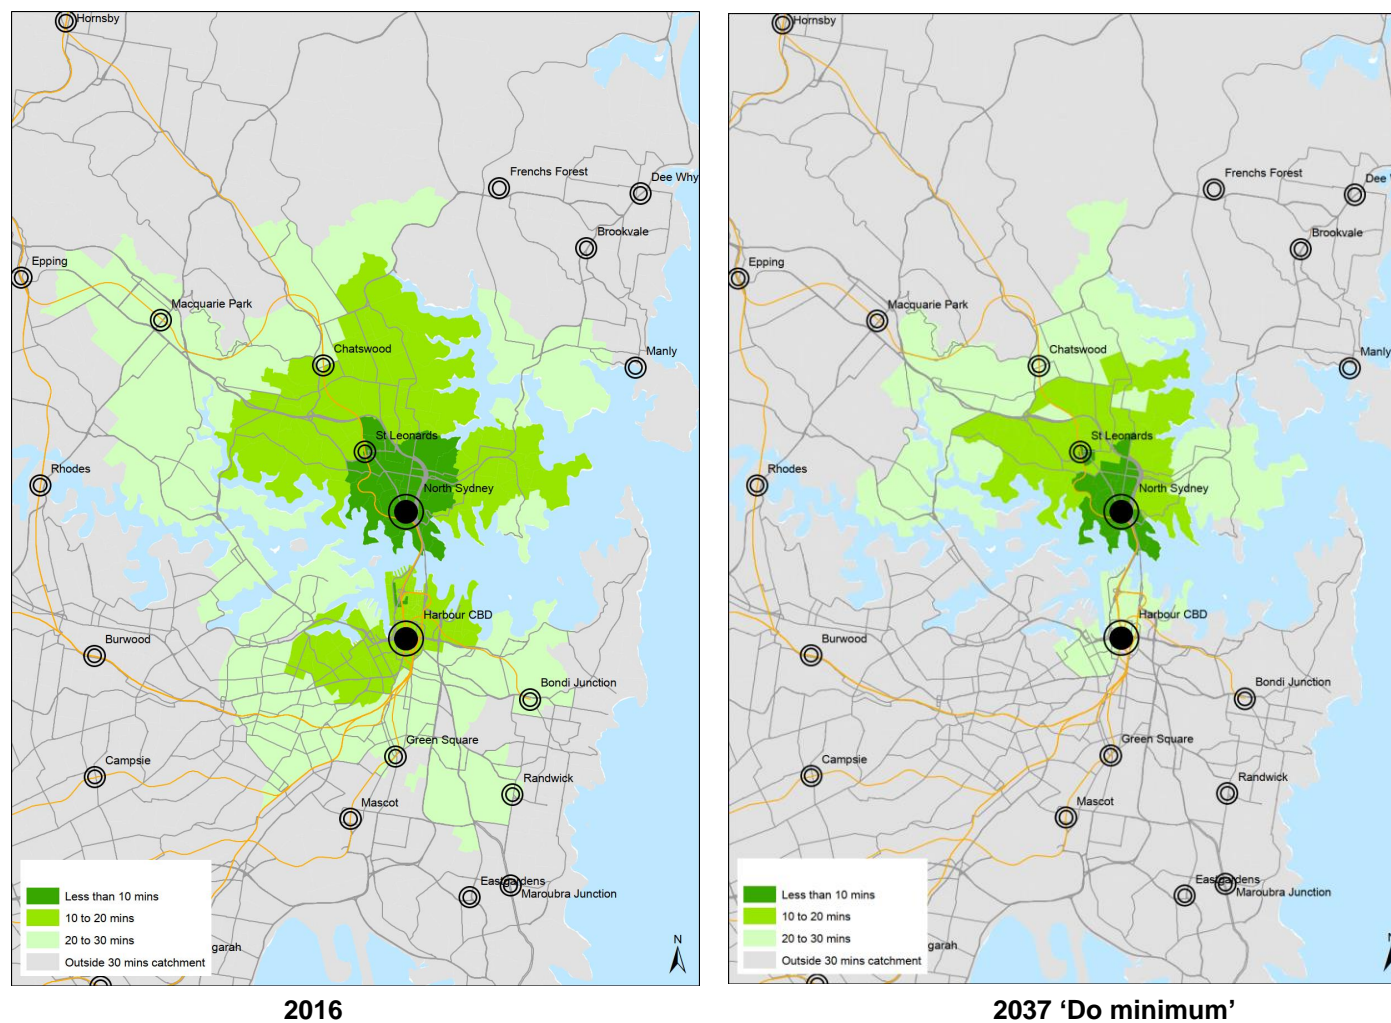 Hornsby
Frenchs Forest
Dee Why
Brookvale
Epping
Macquarie Park
Chatswood
Manly
St Leonards
Rhodes
North Sydney
Harbour CBD
Burwood
Bondi Junction
Green Square
Campsie
Randwick
Mascot
Eastgardens
Maroubra Junction
Less than 10 mins
10 to 20 mins
20 to 30 mins
Outside 30 mins catchment
garah
N
2016
Hornsby
Frenchs Forest
Dee W
Brookvale
Epping
Macquarie Park
Chatswood
Manly
St Leonards
Rhodes
North Sydney
Harbour CBD
Burwood
Bondi Junction
Green Square
Campsie
Randwick
Mascot
Eastgardens
Maroubra Junction
Less than 10 mins
10 to 20 mins
20 to 30 mins
Outside 30 mins catchment
garah
N
2037 ‘Do minimum’